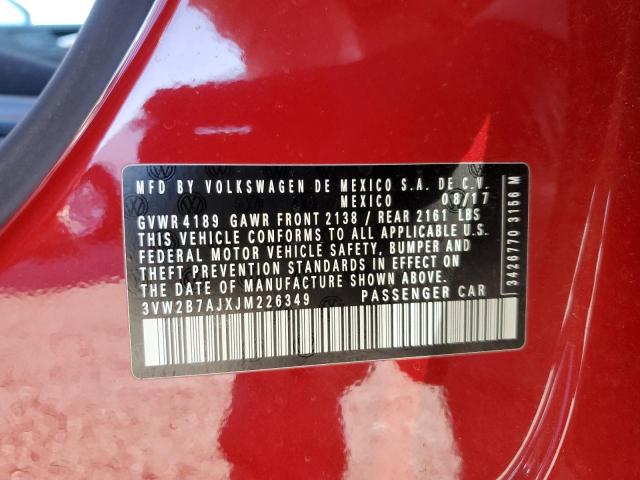 MFD BY VOLKSWAGEN DE MEXICO S.A. DE C.V.
MEXICO 08/17
GVWR 4189 GAWR FRONT 2138 / REAR 2161 LBS
THIS VEHICLE CONFORMS TO ALL APPLICABLE U.S.
FEDERAL MOTOR VEHICLE SAFETY, BUMPER AND
THEFT PREVENTION STANDARDS IN EFFECT ON
THE DATE OF MANUFACTURE SHOWN ABOVE.
3VW2B7AJXJM226349 PASSENGER CAR
3426770 3166 M